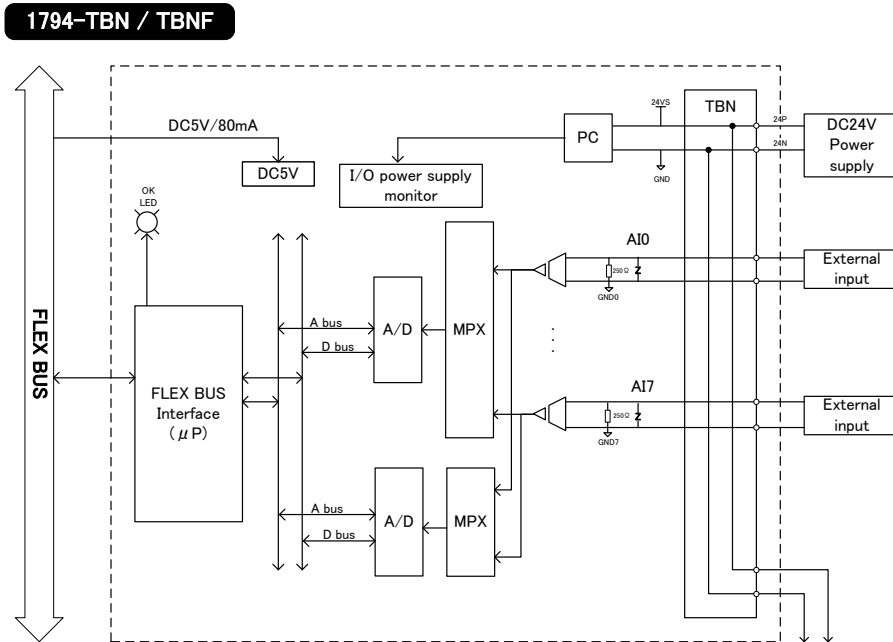 1794-TBN / TBNF
DC5V/80mA
DC5V
OK
LED
I/O power supply
monitor
PC
24VS
GND
TBN
24P
24N
DC24V
Power
supply
AI0
250Ω
GND0
External
input
FLEX BUS
FLEX BUS
Interface
(μP)
A bus
D bus
A/D
MPX
AI7
250Ω
GND7
External
input
A bus
D bus
A/D
MPX